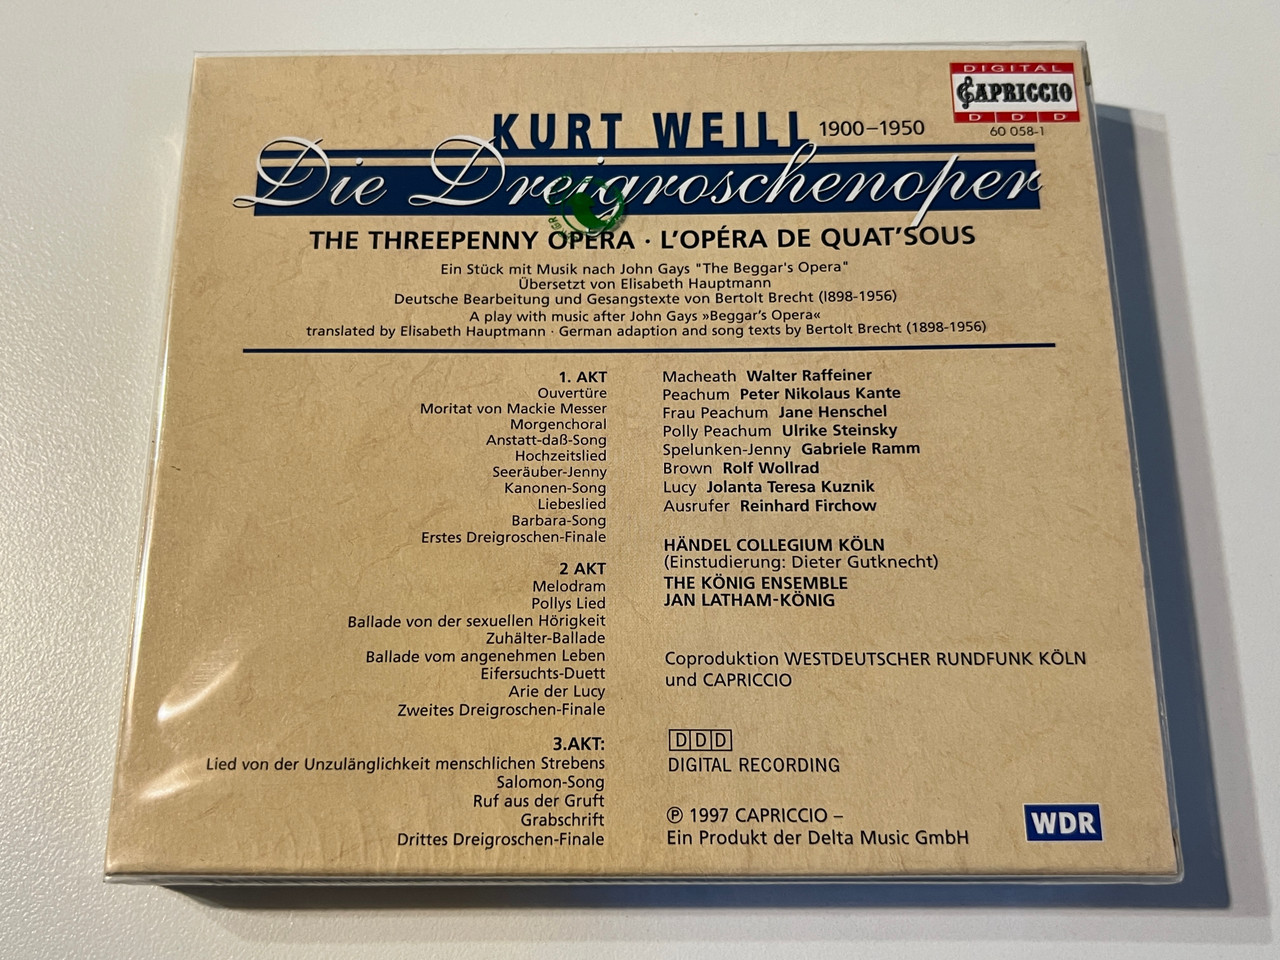 DIGITAL
CAPRICCIO
D D D
60 058-1
KURT WEILL 1900–1950
Die Dreigroschenoper
THE THREEPENNY OPERA · L'OPÉRA DE QUAT'SOUS
Ein Stück mit Musik nach John Gays "The Beggar's Opera"
Übersetzt von Elisabeth Hauptmann
Deutsche Bearbeitung und Gesangstexte von Bertolt Brecht (l898-1956)
A play with music after John Gays »Beggar's Opera«
translated by Elisabeth Hauptmann · German adaption and song texts by Bertolt Brecht (1898-1956)
1. AKT
Ouvertüre
Moritat von Mackie Messer
Morgenchoral
Anstatt-daß-Song
Hochzeitslied
Seeräuber-Jenny
Kanonen-Song
Liebeslied
Barbara-Song
Erstes Dreigroschen-Finale
2 AKT
Melodram
Pollys Lied
Ballade von der sexuellen Hörigkeit
Zuhälter-Ballade
Ballade vom angenehmen Leben
Eifersuchts-Duett
Arie der Lucy
Zweites Dreigroschen-Finale
3.AKT:
Lied von der Unzulänglichkeit menschlichen Strebens
Salomon-Song
Ruf aus der Gruft
Grabschrift
Drittes Dreigroschen-Finale
Macheath Walter Raffeiner
Peachum Peter Nikolaus Kante
Frau Peachum Jane Henschel
Polly Peachum Ulrike Steinsky
Spelunken-Jenny Gabriele Ramm
Brown Rolf Wollrad
Lucy Jolanta Teresa Kuznik
Ausrufer Reinhard Firchow
HÄNDEL COLLEGIUM KÖLN
(Einstudierung: Dieter Gutknecht)
THE KÖNIG ENSEMBLE
JAN LATHAM-KÖNIG
Coproduktion WESTDEUTSCHER RUNDFUNK KÖLN
und CAPRICCIO
DDD
DIGITAL RECORDING
℗ 1997 CAPRICCIO –
Ein Produkt der Delta Music GmbH
WDR